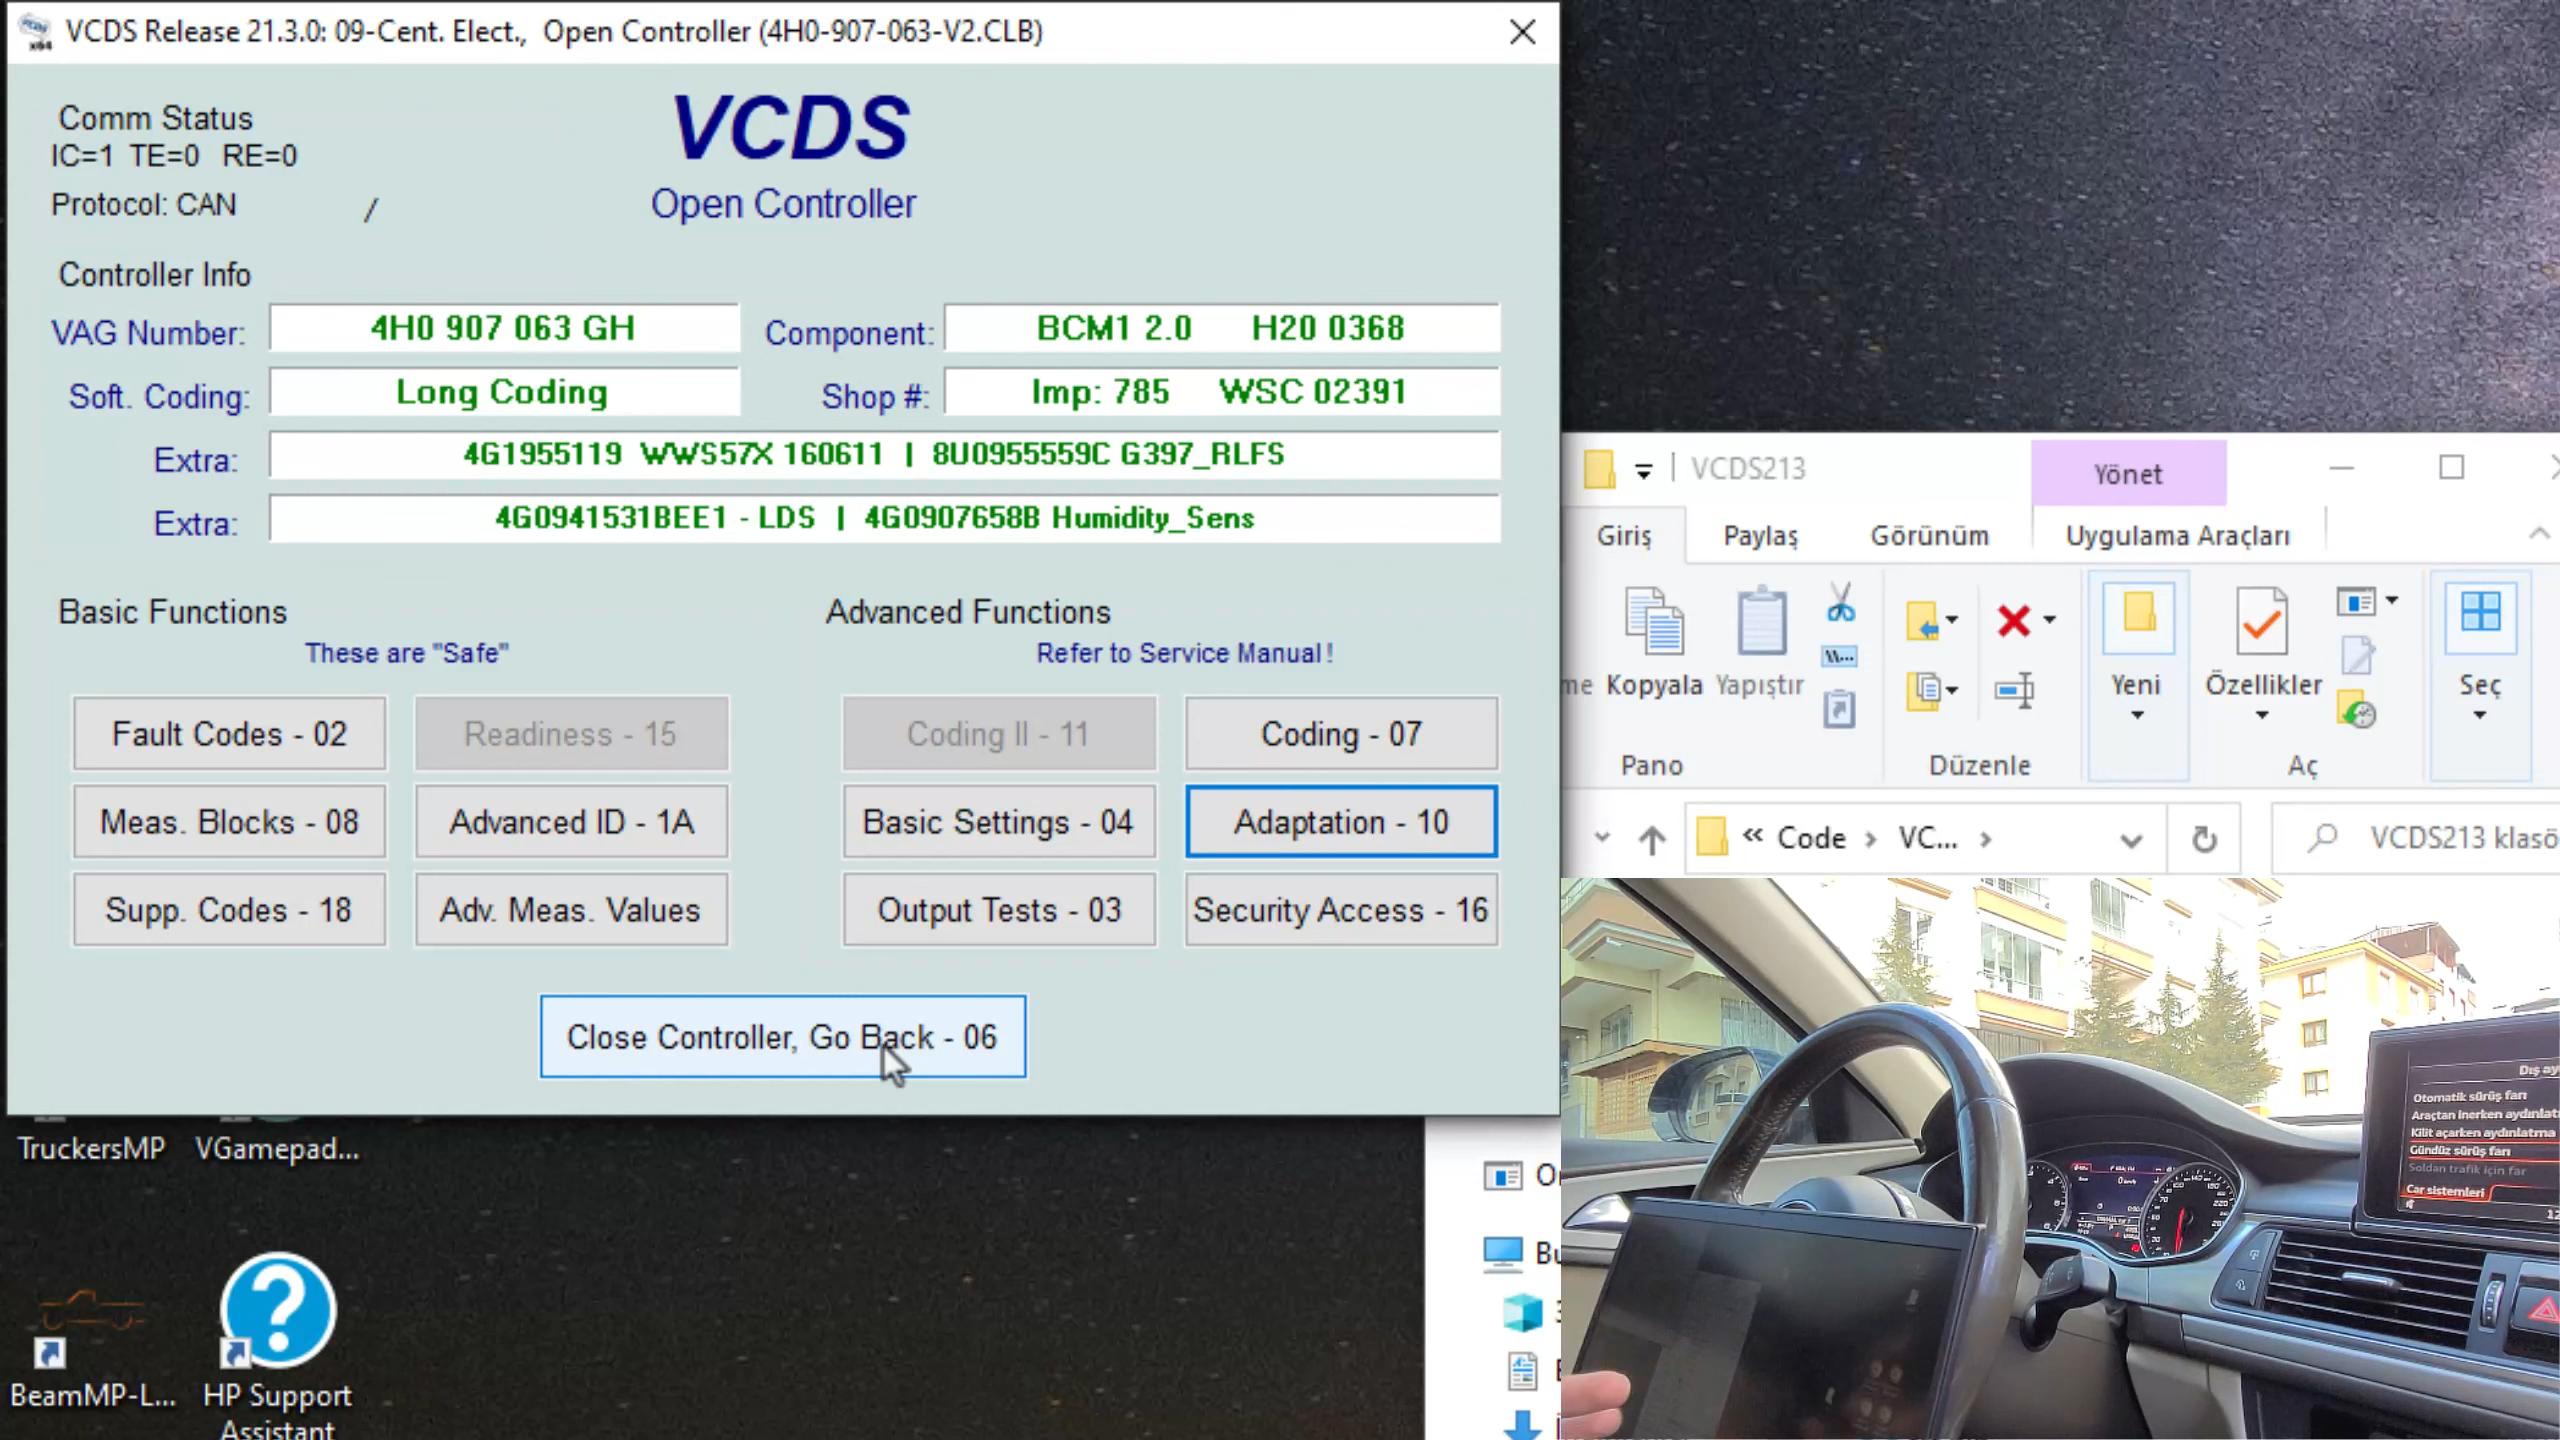 VCDS Release 21.3.0: 09-Cent. Elect., Open Controller (4H0-907-063-V2.CLB)
VCDS
Open Controller
Comm Status
IC=1 TE=0 RE=0
Protocol: CAN /
Controller Info
VAG Number: 4H0 907 063 GH Component: BCM1 2.0 H20 0368
Soft. Coding: Long Coding Shop #: Imp: 785 WSC 02391
Extra: 4G1955119 WWS57X 160611 | 8U0955559C G397_RLFS
Extra: 4G0941531BEE1 - LDS | 4G0907658B Humidity_Sens
Basic Functions
These are "Safe"
Advanced Functions
Refer to Service Manual!
Fault Codes - 02 Readiness - 15 Coding II - 11 Coding - 07
Meas. Blocks - 08 Advanced ID - 1A Basic Settings - 04 Adaptation - 10
Supp. Codes - 18 Adv. Meas. Values Output Tests - 03 Security Access - 16
Close Controller, Go Back - 06
TruckersMP VGamepad...
BeamMP-L... HP Support
Assistant
VCDS213 Yönet
Giriş Paylaş Görünüm Uygulama Araçları
Kopyala Yapıştır Yeni Özellikler Seç
Pano Düzenle Aç
« Code > VC... > VCDS213 klasö
Otomatik sürüş farı
Araçtan inerken aydınlat
Kilit açarken aydınlatma
Gündüz sürüş farı
Soldan trafik için far
Car sistemleri